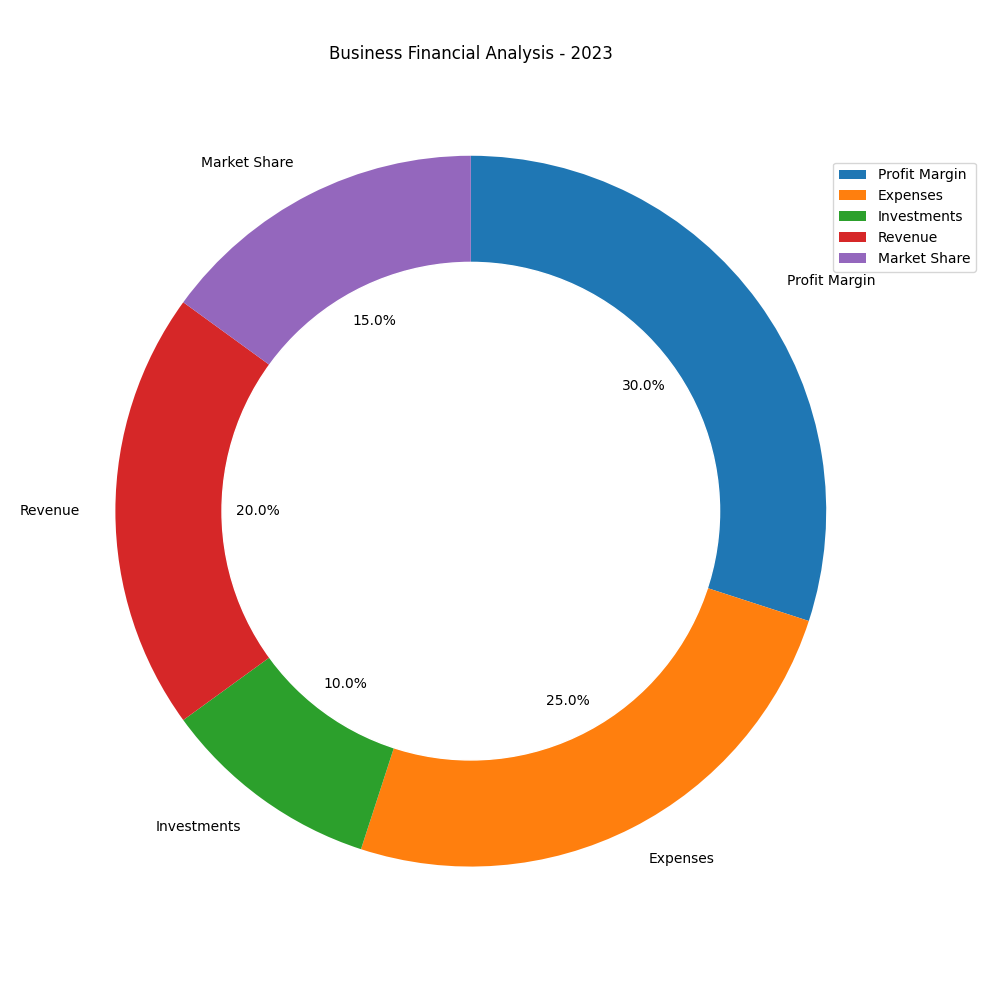 Business Financial Analysis - 2023
Market Share
Profit Margin
Expenses
Investments
Revenue
Market Share
Profit Margin
15.0%
30.0%
Revenue
20.0%
10.0%
25.0%
Investments
Expenses